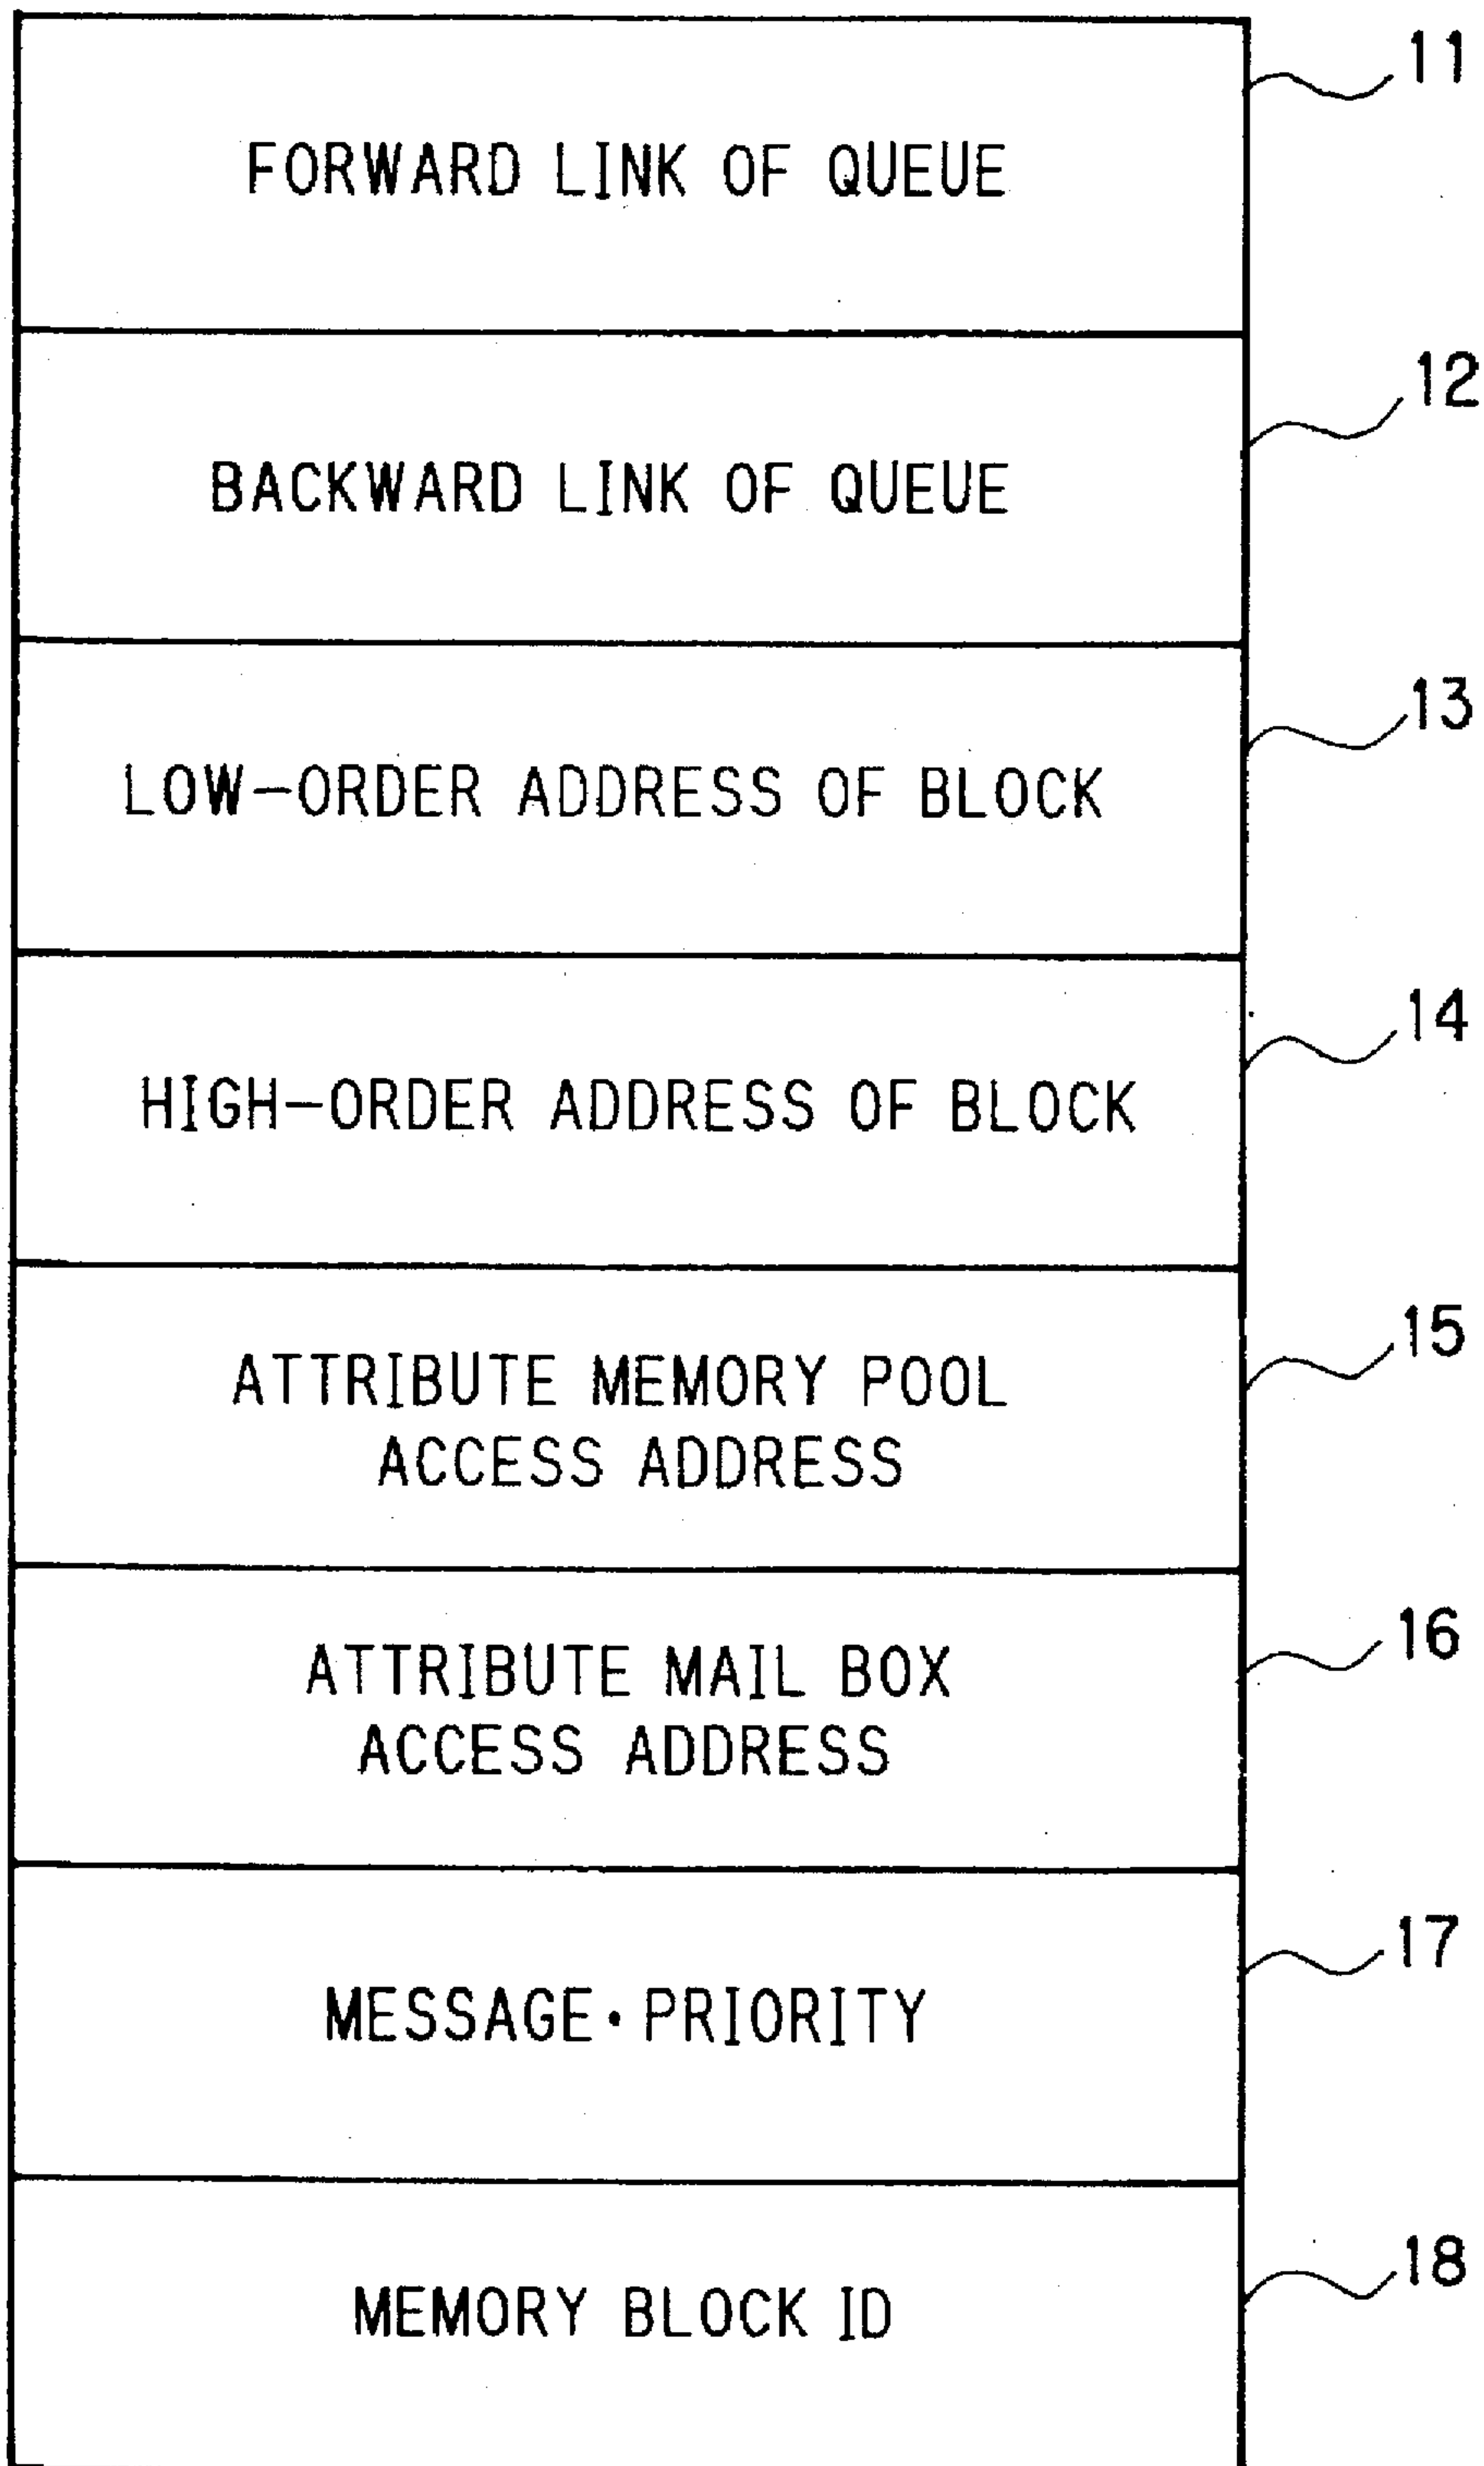 11
FORWARD LINK OF QUEUE
12
BACKWARD LINK OF QUEUE
13
LOW-ORDER ADDRESS OF BLOCK
14
HIGH-ORDER ADDRESS OF BLOCK
15
ATTRIBUTE MEMORY POOL
ACCESS ADDRESS
16
ATTRIBUTE MAIL BOX
ACCESS ADDRESS
17
MESSAGE・PRIORITY
18
MEMORY BLOCK ID